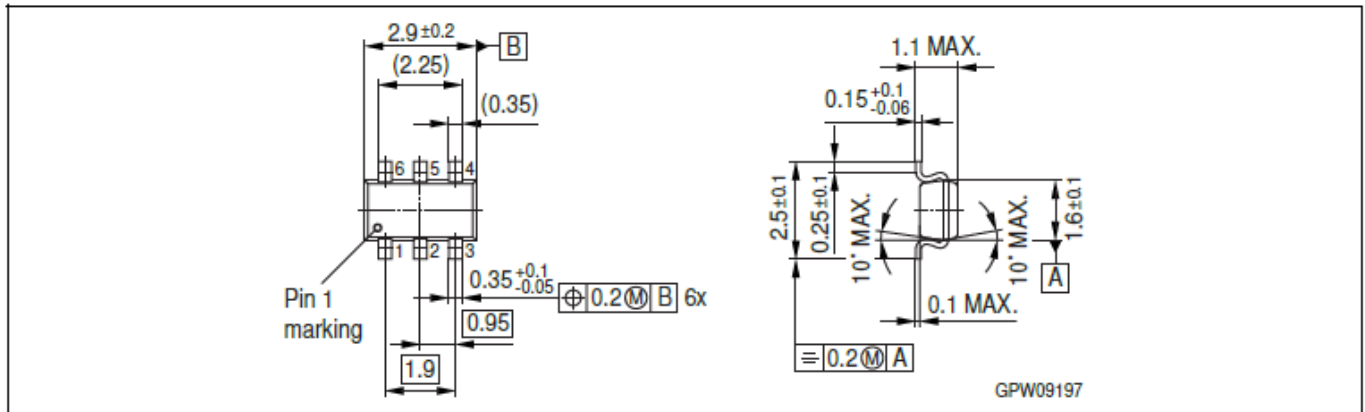 2.9±0.2
B
(2.25)
(0.35)
6 5 4
1 2 3
Pin 1
marking
0.35 +0.1 -0.05
⌖ 0.2 Ⓜ B 6x
0.95
1.9
1.1 MAX.
0.15 +0.1 -0.06
2.5±0.1
0.25±0.1
10° MAX.
10° MAX.
1.6±0.1
A
0.1 MAX.
⌯ 0.2 Ⓜ A
GPW09197